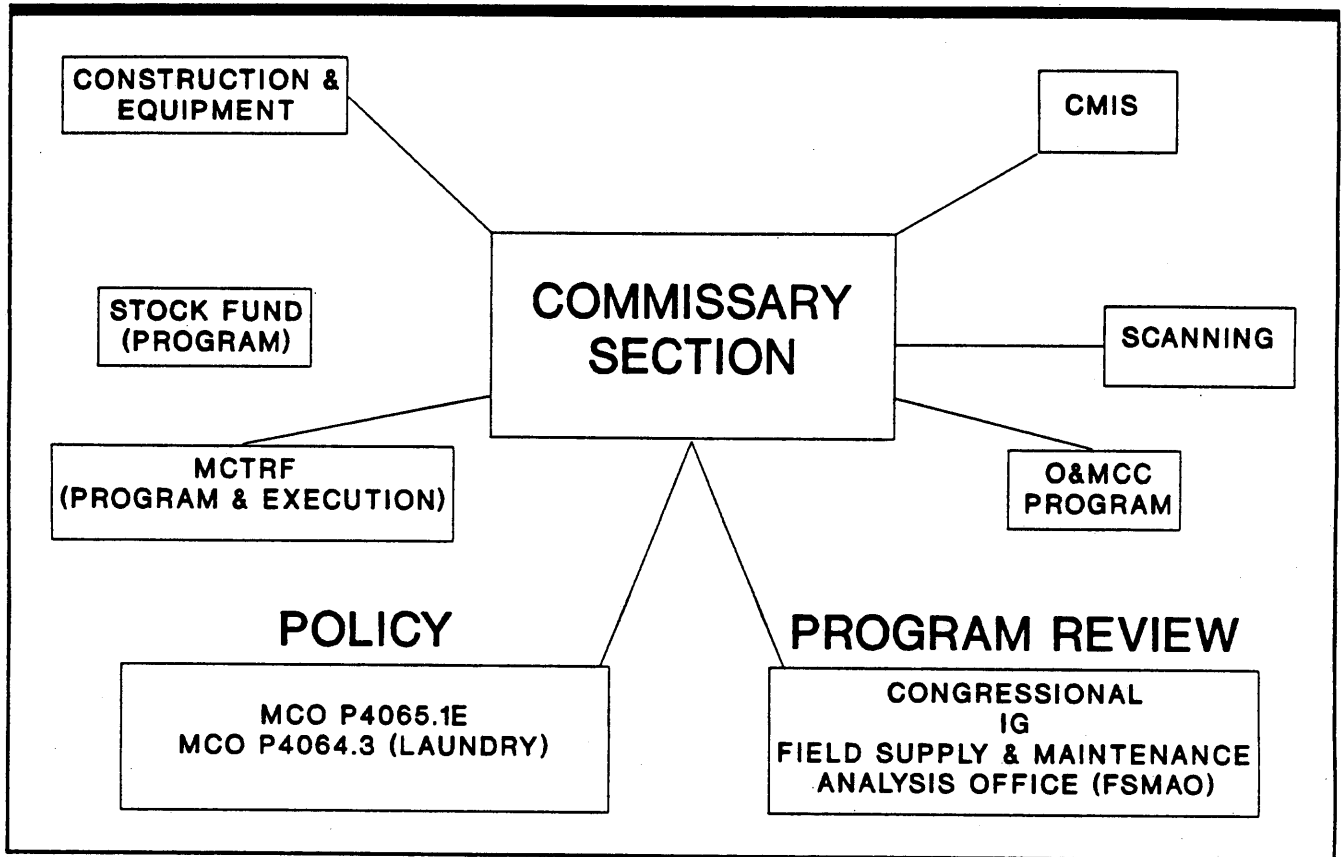 CONSTRUCTION &
EQUIPMENT
CMIS
COMMISSARY
SECTION
STOCK FUND
(PROGRAM)
SCANNING
MCTRF
(PROGRAM & EXECUTION)
O&MCC
PROGRAM
POLICY
MCO P4065.1E
MCO P4064.3 (LAUNDRY)
PROGRAM REVIEW
CONGRESSIONAL
IG
FIELD SUPPLY & MAINTENANCE
ANALYSIS OFFICE (FSMAO)